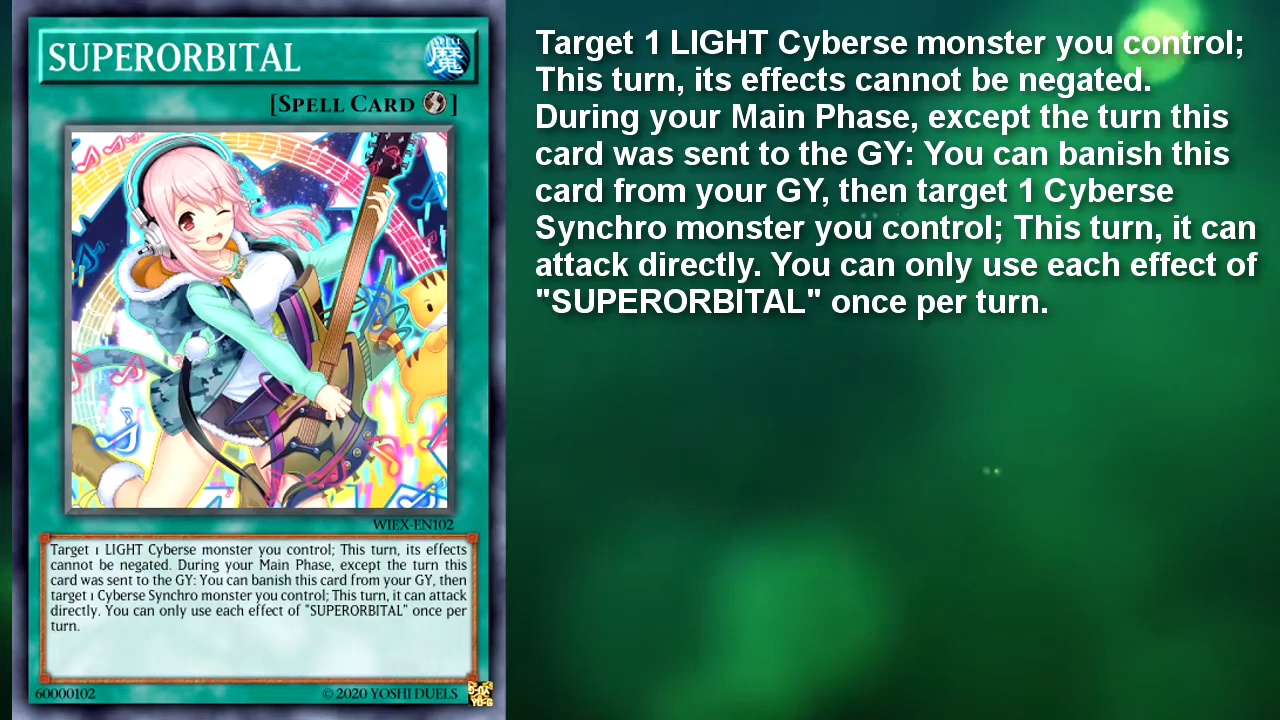 SUPERORBITAL
[SPELL CARD]
WIEX-EN102
Target 1 LIGHT Cyberse monster you control; This turn, its effects
cannot be negated. During your Main Phase, except the turn this
card was sent to the GY: You can banish this card from your GY, then
target 1 Cyberse Synchro monster you control; This turn, it can attack
directly. You can only use each effect of "SUPERORBITAL" once per
turn.
60000102
© 2020 YOSHI DUELS
Target 1 LIGHT Cyberse monster you control;
This turn, its effects cannot be negated.
During your Main Phase, except the turn this
card was sent to the GY: You can banish this
card from your GY, then target 1 Cyberse
Synchro monster you control; This turn, it can
attack directly. You can only use each effect of
"SUPERORBITAL" once per turn.